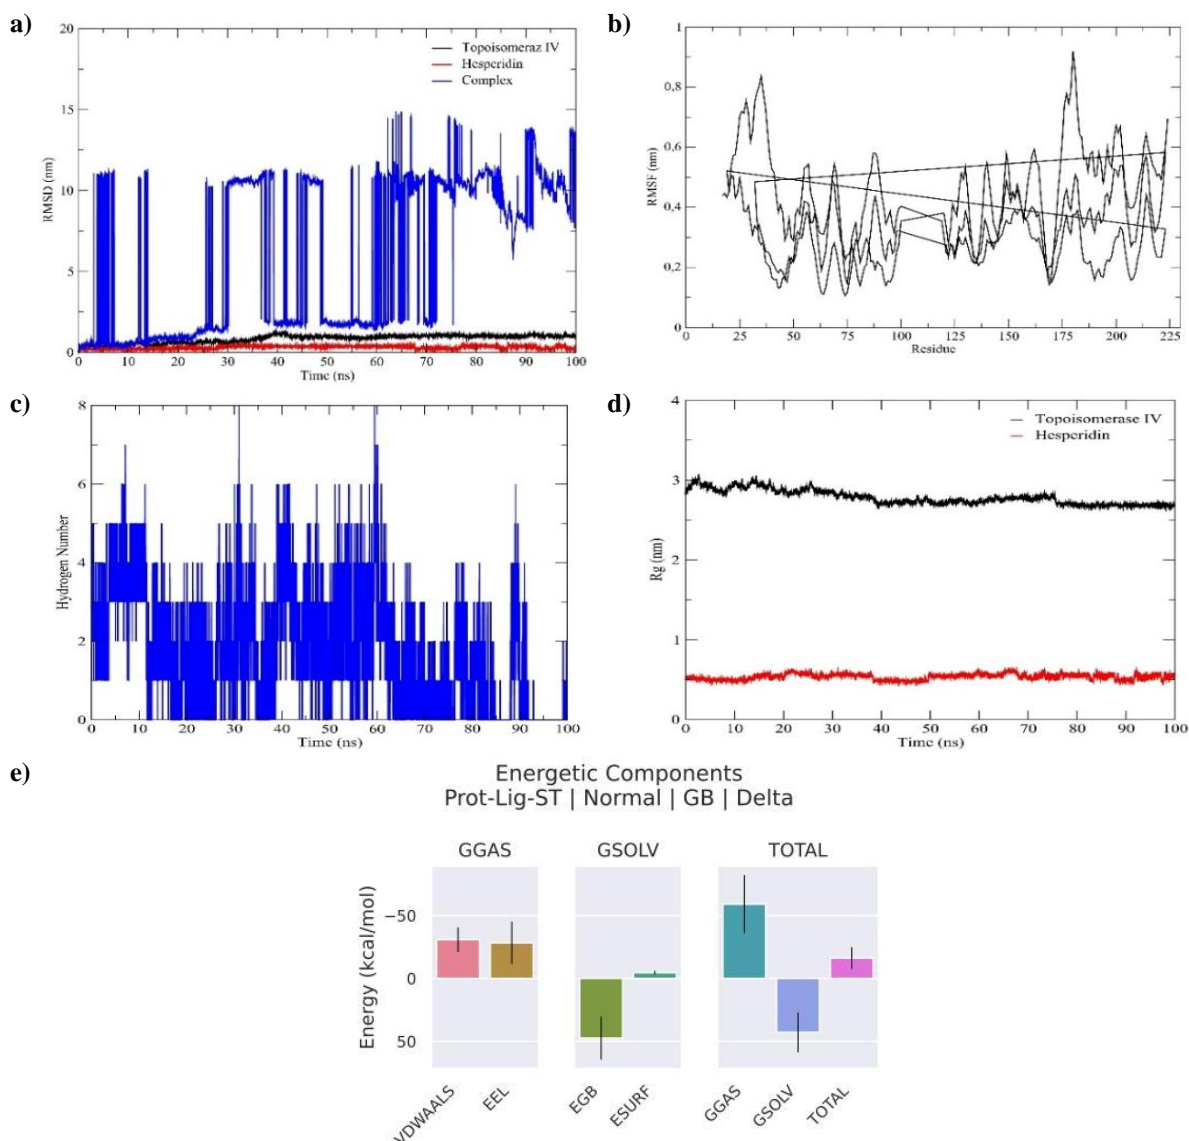 a)
20
15
10
5
0
RMSD (nm)
Topoisomeraz IV
Hesperidin
Complex
0 10 20 30 40 50 60 70 80 90 100
Time (ns)
b)
1
0,8
0,6
0,4
0,2
0
RMSF (nm)
0 25 50 75 100 125 150 175 200 225
Residue
c)
8
6
4
2
0
Hydrogen Number
0 10 20 30 40 50 60 70 80 90 100
Time (ns)
d)
4
3
2
1
0
Rg (nm)
Topoisomerase IV
Hesperidin
0 10 20 30 40 50 60 70 80 90 100
Time (ns)
e)
Energetic Components
Prot-Lig-ST | Normal | GB | Delta
GGAS GSOLV TOTAL
Energy (kcal/mol)
−50
0
50
VDWAALS EEL EGB ESURF GGAS GSOLV TOTAL